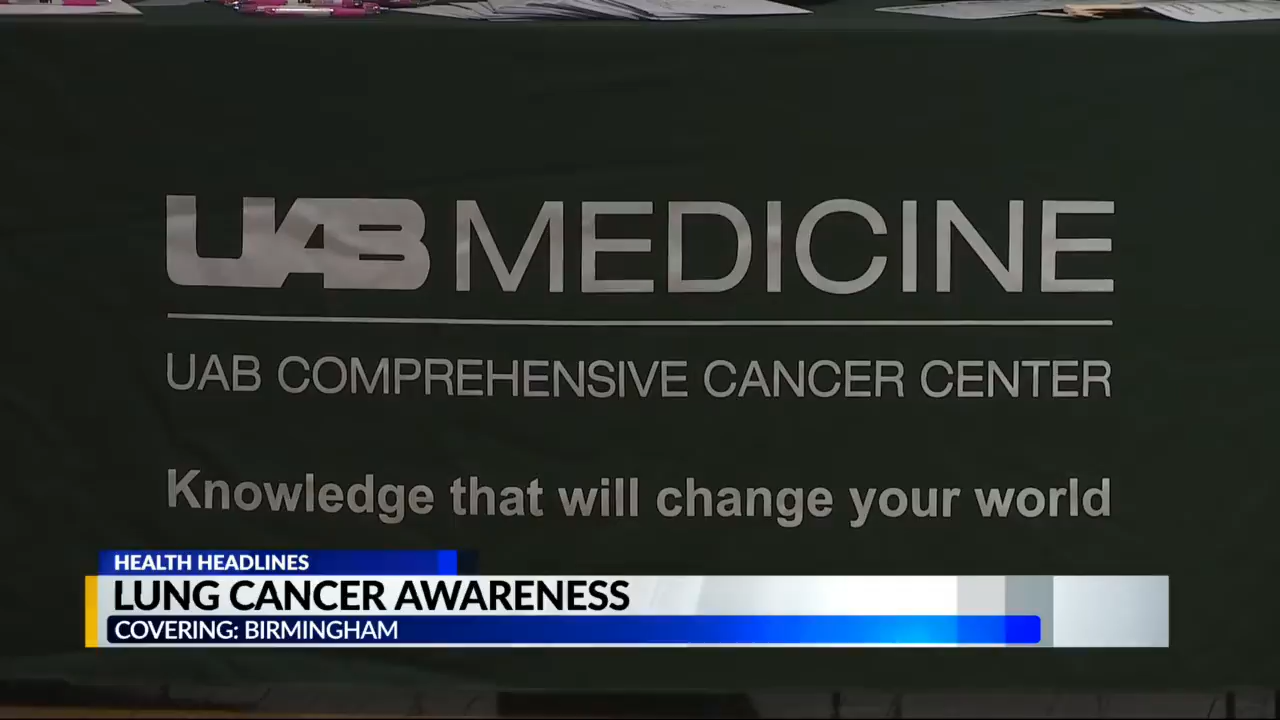 UAB MEDICINE
UAB COMPREHENSIVE CANCER CENTER
Knowledge that will change your world
HEALTH HEADLINES
LUNG CANCER AWARENESS
COVERING: BIRMINGHAM